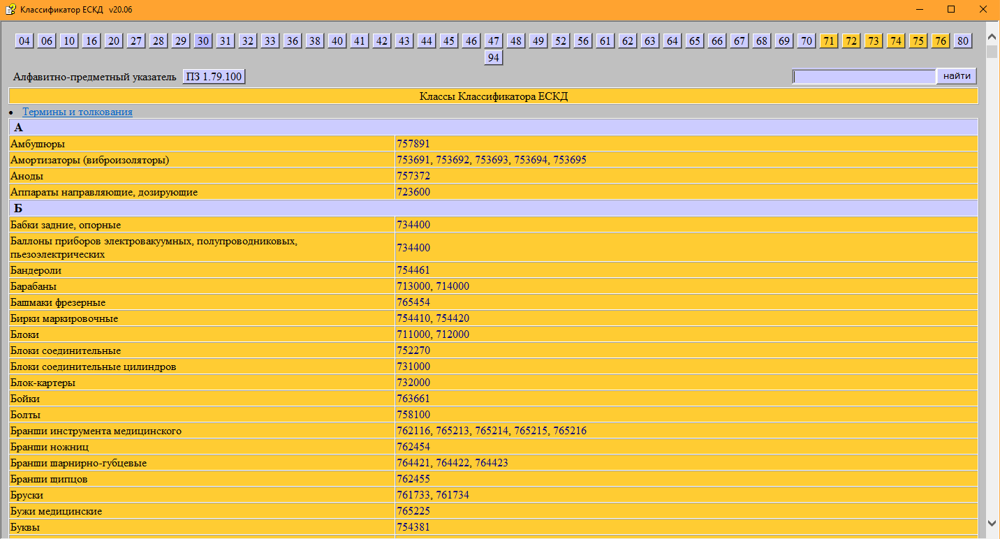 Классификатор ЕСКД v20.06
04 06 10 16 20 27 28 29 30 31 32 33 36 38 40 41 42 43 44 45 46 47 48 49 52 56 61 62 63 64 65 66 67 68 69 70 71 72 73 74 75 76 80
94
Алфавитно-предметный указатель ПЗ 1.79.100 найти
Классы Классификатора ЕСКД
• Термины и толкования
А
Амбушюры 757891
Амортизаторы (виброизоляторы) 753691, 753692, 753693, 753694, 753695
Аноды 757372
Аппараты направляющие, дозирующие 723600
Б
Бабки задние, опорные 734400
Баллоны приборов электровакуумных, полупроводниковых,
пьезоэлектрических 734400
Бандероли 754461
Барабаны 713000, 714000
Башмаки фрезерные 765454
Бирки маркировочные 754410, 754420
Блоки 711000, 712000
Блоки соединительные 752270
Блоки соединительные цилиндров 731000
Блок-картеры 732000
Бойки 763661
Болты 758100
Бранши инструмента медицинского 762116, 765213, 765214, 765215, 765216
Бранши ножниц 762454
Бранши шарнирно-губцевые 764421, 764422, 764423
Бранши щипцов 762455
Бруски 761733, 761734
Бужи медицинские 765225
Буквы 754381